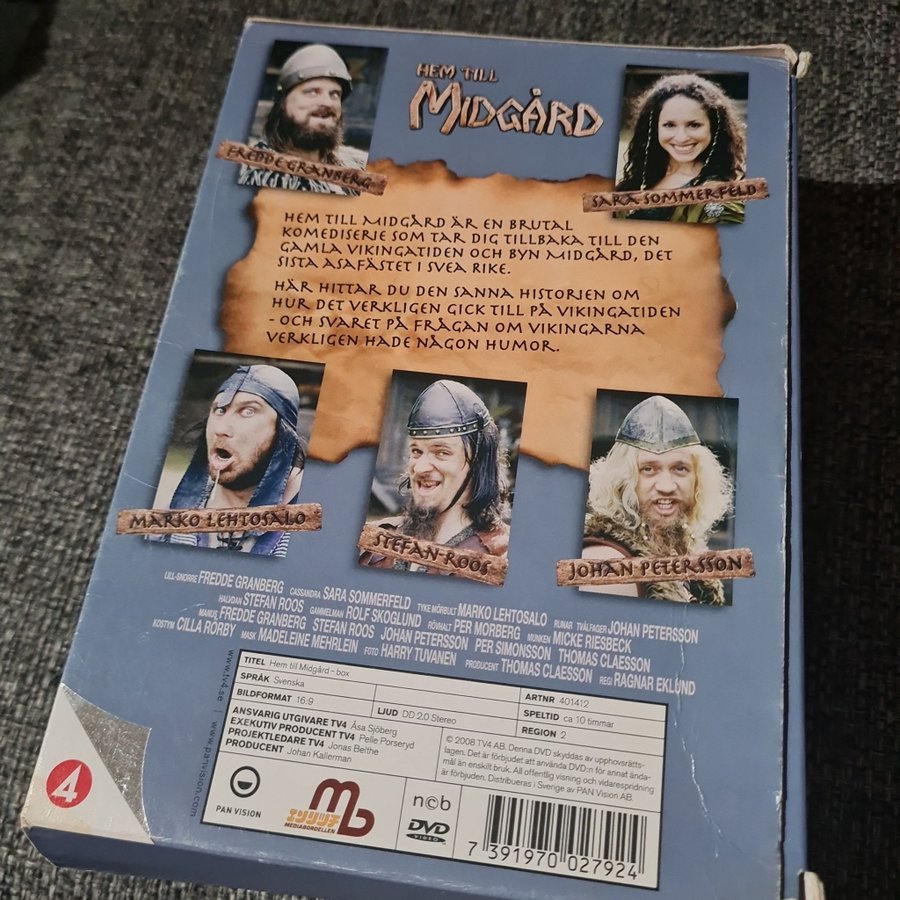 HEM TILL
MIDGÅRD
FREDDE GRANBERG
SARA SOMMERFELD
HEM TILL MIDGÅRD ÄR EN BRUTAL
KOMEDISERIE SOM TAR DIG TILLBAKA TILL DEN
GAMLA VIKINGATIDEN OCH BYN MIDGÅRD, DET
SISTA ASAFÄSTET I SVEA RIKE.
HÄR HITTAR DU DEN SANNA HISTORIEN OM
HUR DET VERKLIGEN GICK TILL PÅ VIKINGATIDEN
- OCH SVARET PÅ FRÅGAN OM VIKINGARNA
VERKLIGEN HADE NÅGON HUMOR.
MARKO LEHTOSALO
STEFAN ROOS
JOHAN PETERSSON
LILL-SNORRE FREDDE GRANBERG CASSANDRA SARA SOMMERFELD TYKE MÖRBULT MARKO LEHTOSALO RUNAR TVÅLFAGER JOHAN PETERSSON
HALVDAN STEFAN ROOS GAMMELMAN ROLF SKOGLUND RÖVHALT PER MORBERG MUNKEN MICKE RIESBECK
MANUS FREDDE GRANBERG STEFAN ROOS JOHAN PETERSSON PER SIMONSSON THOMAS CLAESSON
KOSTYM CILLA RÖRBY MASK MADELEINE MEHRLEIN FOTO HARRY TUVANEN PRODUCENT THOMAS CLAESSON REGI RAGNAR EKLUND
www.tv4.se | www.panvision.com
TITEL Hem till Midgård - box
SPRÅK Svenska
ARTNR 401412
BILDFORMAT 16:9 LJUD DD 2.0 Stereo SPELTID ca 10 timmar
REGION 2
ANSVARIG UTGIVARE TV4 Åsa Sjöberg
EXEKUTIV PRODUCENT TV4 Pelle Porseryd
PROJEKTLEDARE TV4 Jonas Beithe
PRODUCENT Johan Kallerman
© 2008 TV4 AB. Denna DVD skyddas av upphovsrätts-
lagen. Det är förbjudet att använda DVD:n för annat ända-
mål än enskilt bruk. All offentlig visning och vidarespridning
är förbjuden. Distribueras i Sverige av PAN Vision AB.
4
PAN VISION
mb
MEDIABORDELLEN
ncb
DVD
VIDEO
7 391970 027924